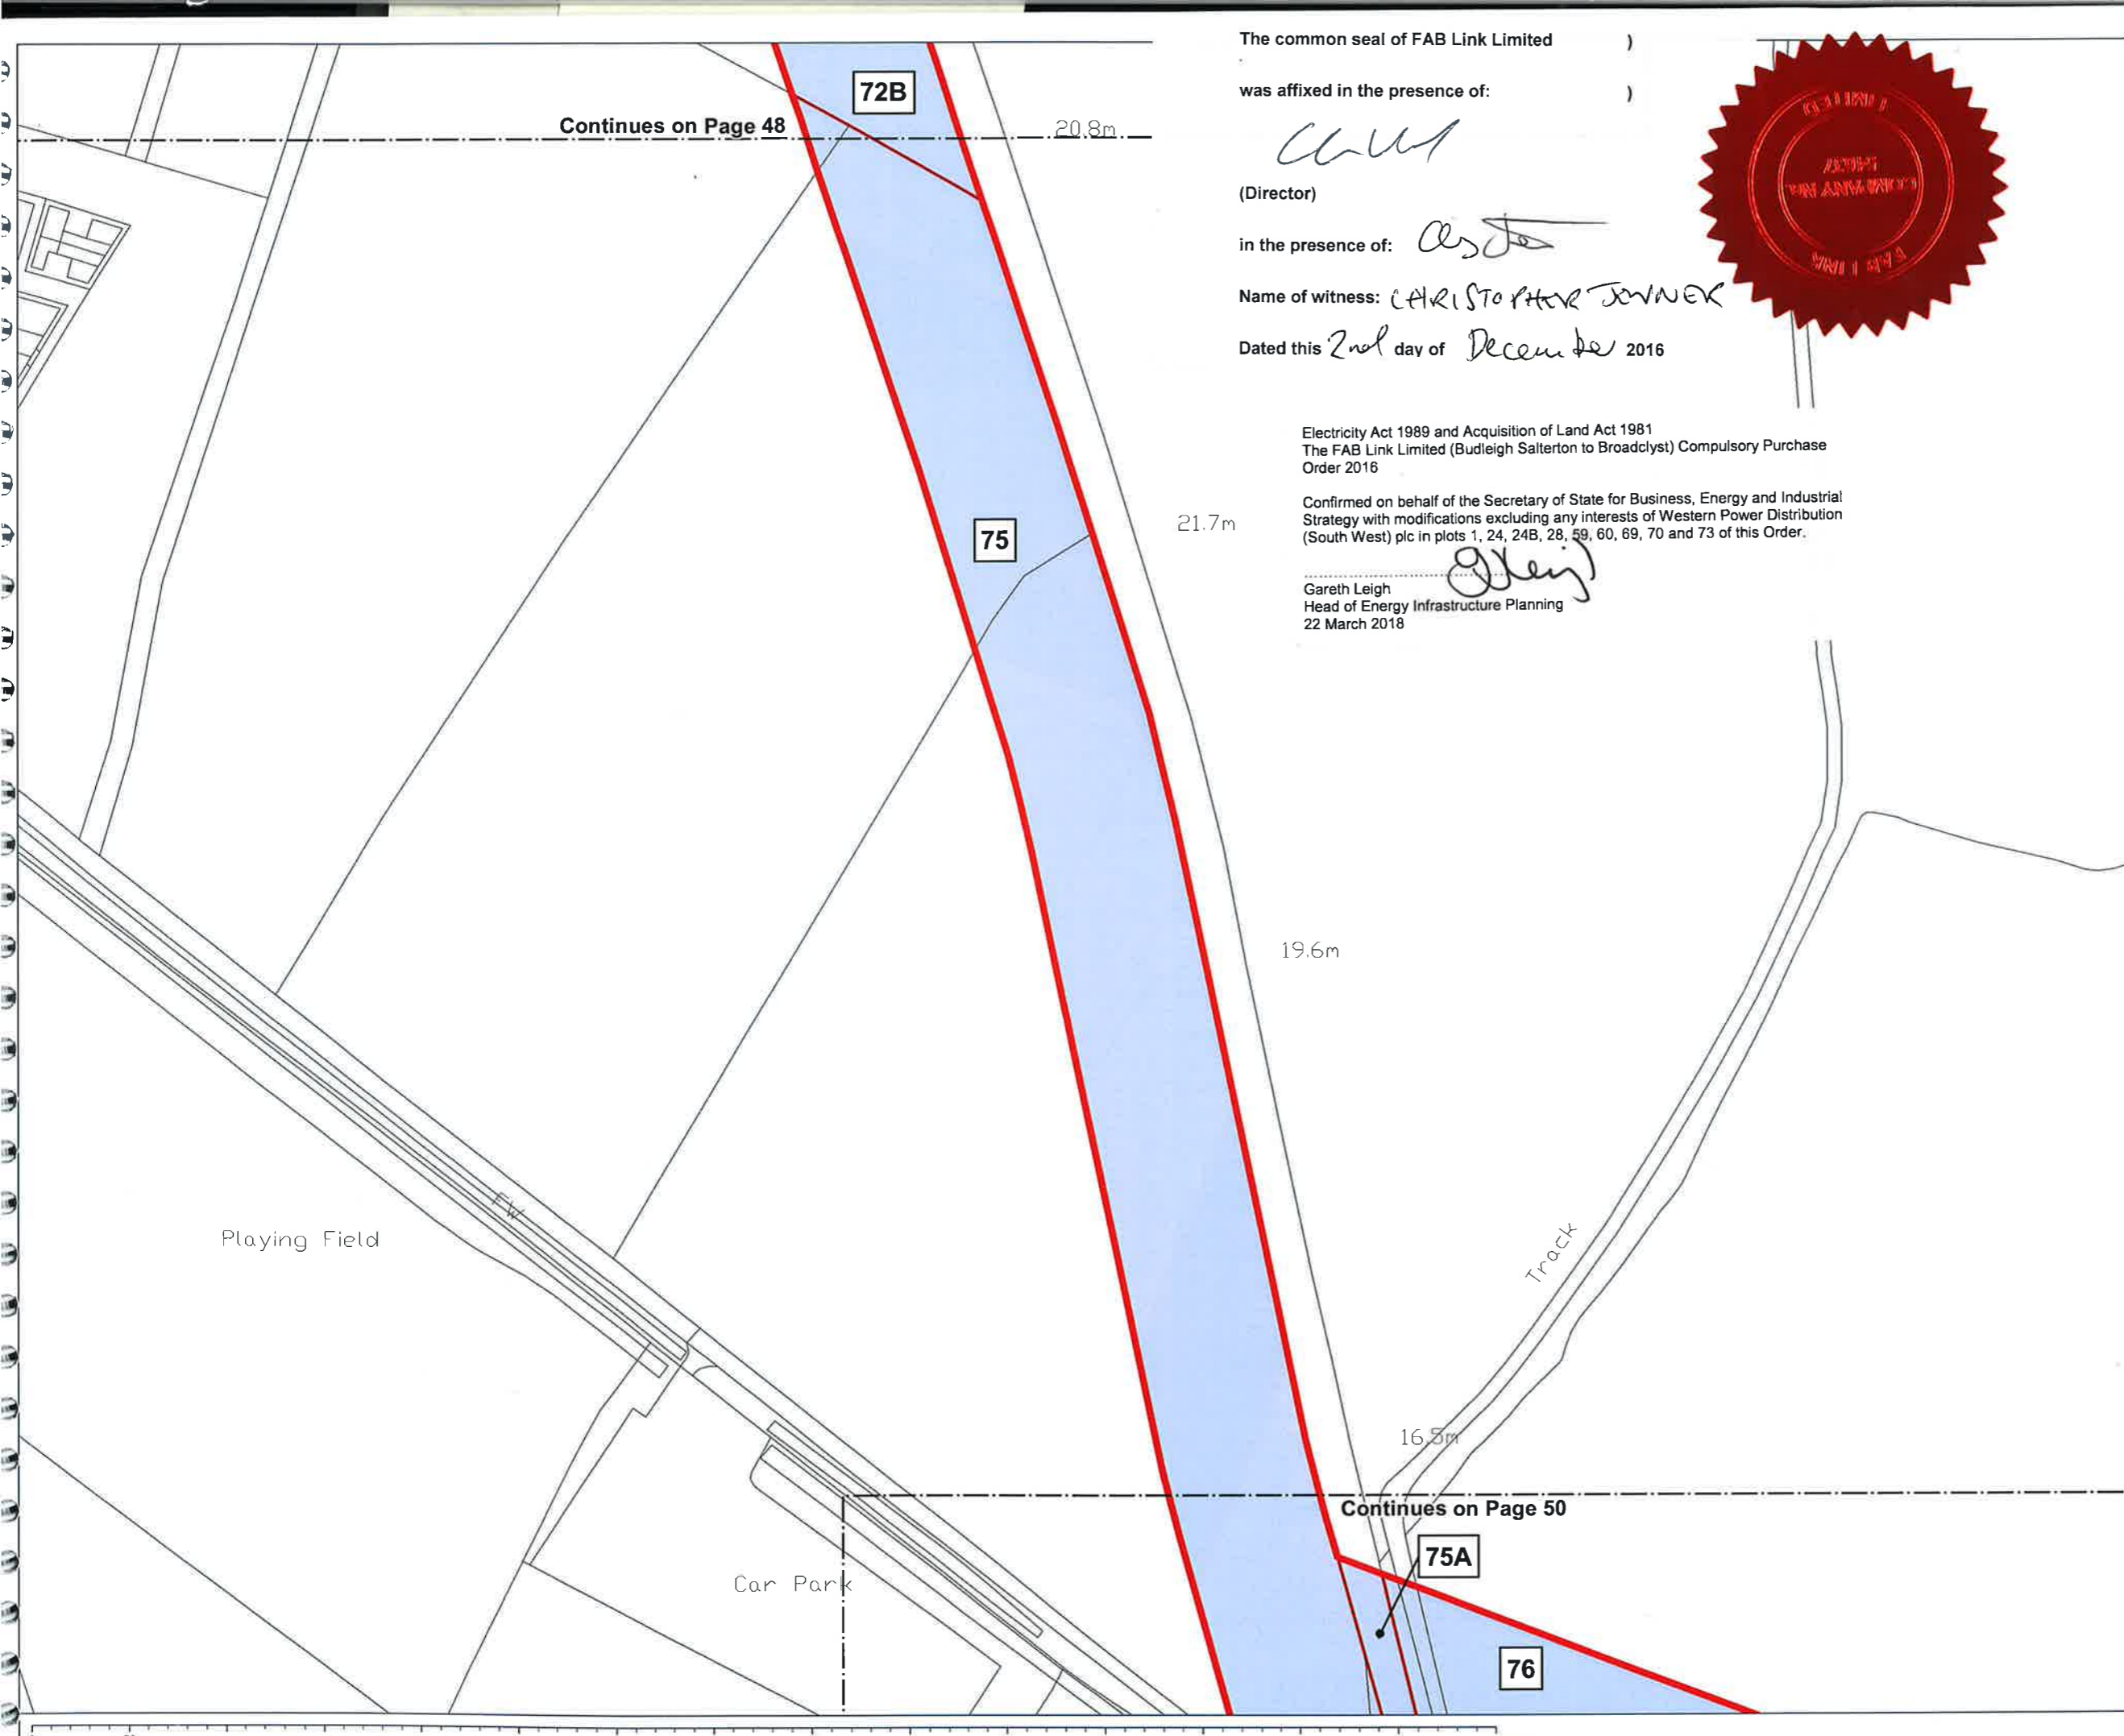 The common seal of FAB Link Limited )
was affixed in the presence of: )
(Director)
in the presence of:
Name of witness: CHRISTOPHER JENNER
Dated this 2nd day of December 2016
LIMITED
COMPANY No.
FAB LINK
Electricity Act 1989 and Acquisition of Land Act 1981
The FAB Link Limited (Budleigh Salterton to Broadclyst) Compulsory Purchase
Order 2016
Confirmed on behalf of the Secretary of State for Business, Energy and Industrial
Strategy with modifications excluding any interests of Western Power Distribution
(South West) plc in plots 1, 24, 24B, 28, 59, 60, 69, 70 and 73 of this Order.
Gareth Leigh
Head of Energy Infrastructure Planning
22 March 2018
72B
Continues on Page 48
20.8m
75
21.7m
19.6m
FW
Playing Field
Track
16.5m
Continues on Page 50
75A
Car Park
76